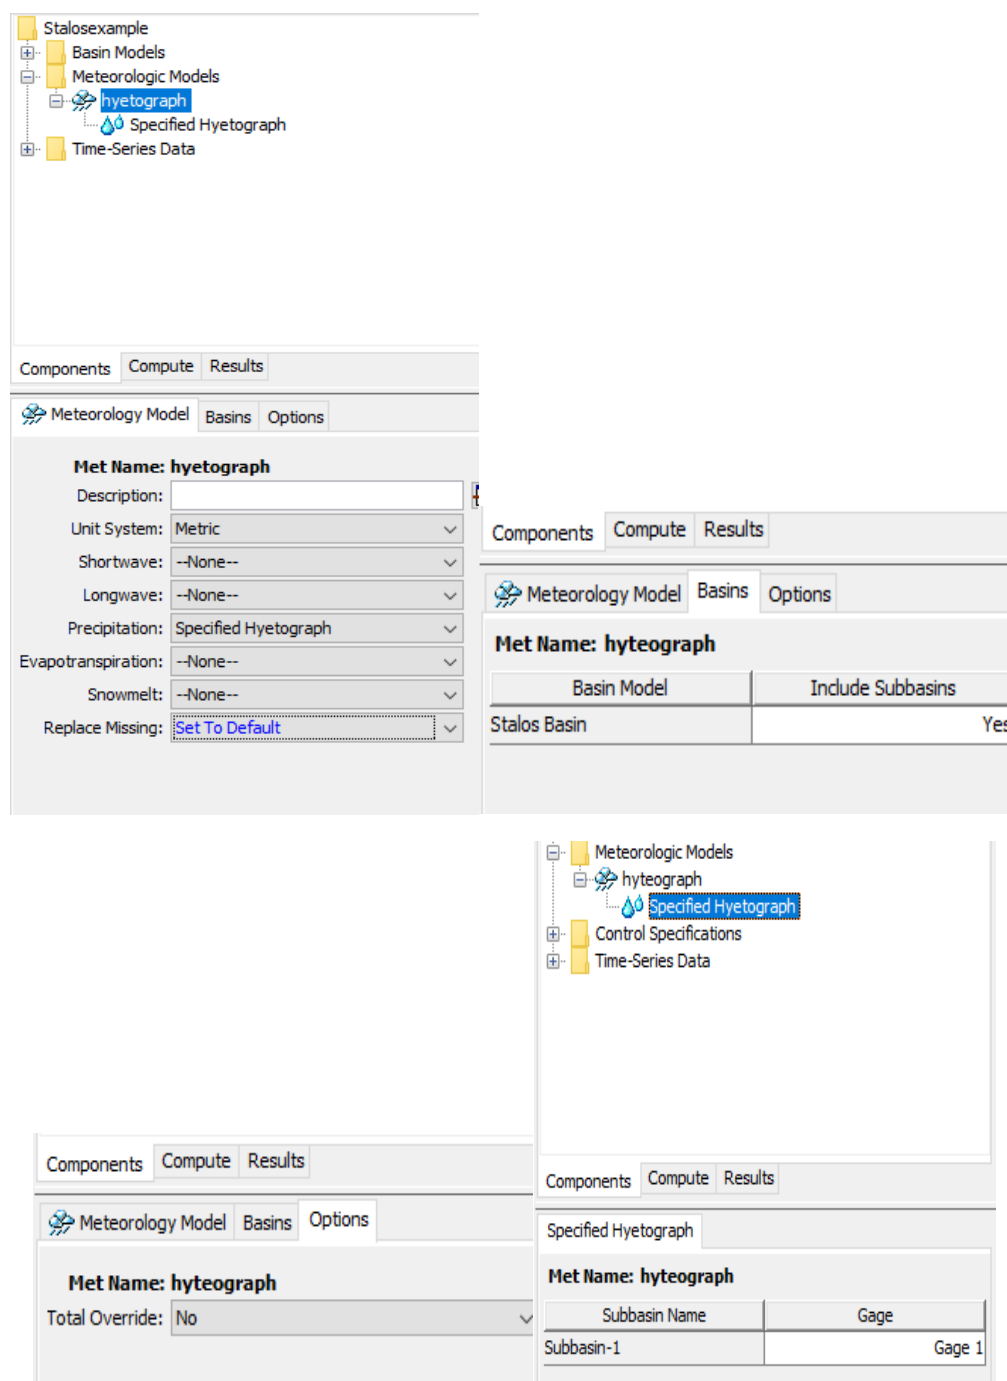 Stalosexample
Basin Models
Meteorologic Models
hyetograph
Specified Hyetograph
Time-Series Data
Components Compute Results
Meteorology Model Basins Options
Met Name: hyetograph
Description:
Unit System: Metric
Shortwave: --None--
Longwave: --None--
Precipitation: Specified Hyetograph
Evapotranspiration: --None--
Snowmelt: --None--
Replace Missing: Set To Default
Components Compute Results
Meteorology Model Basins Options
Met Name: hyteograph
Basin Model Include Subbasins
Stalos Basin Yes
Components Compute Results
Meteorology Model Basins Options
Met Name: hyteograph
Total Override: No
Meteorologic Models
hyteograph
Specified Hyetograph
Control Specifications
Time-Series Data
Components Compute Results
Specified Hyetograph
Met Name: hyteograph
Subbasin Name Gage
Subbasin-1 Gage 1